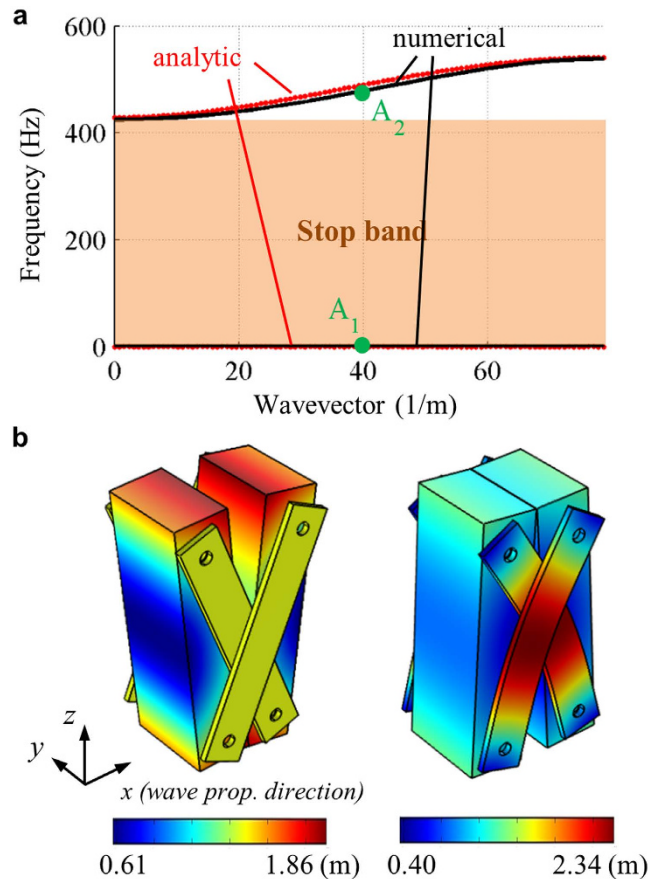 a
600
400
200
0
Frequency (Hz)
analytic
numerical
A₂
Stop band
A₁
0 20 40 60
Wavevector (1/m)
b
z
y
x (wave prop. direction)
0.61 1.86 (m)
0.40 2.34 (m)